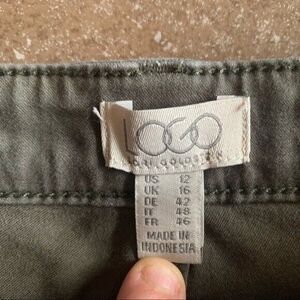 LOGO
LORI GOLDSTEIN
US 12
UK 16
DE 42
IT 48
FR 46
MADE IN
INDONESIA